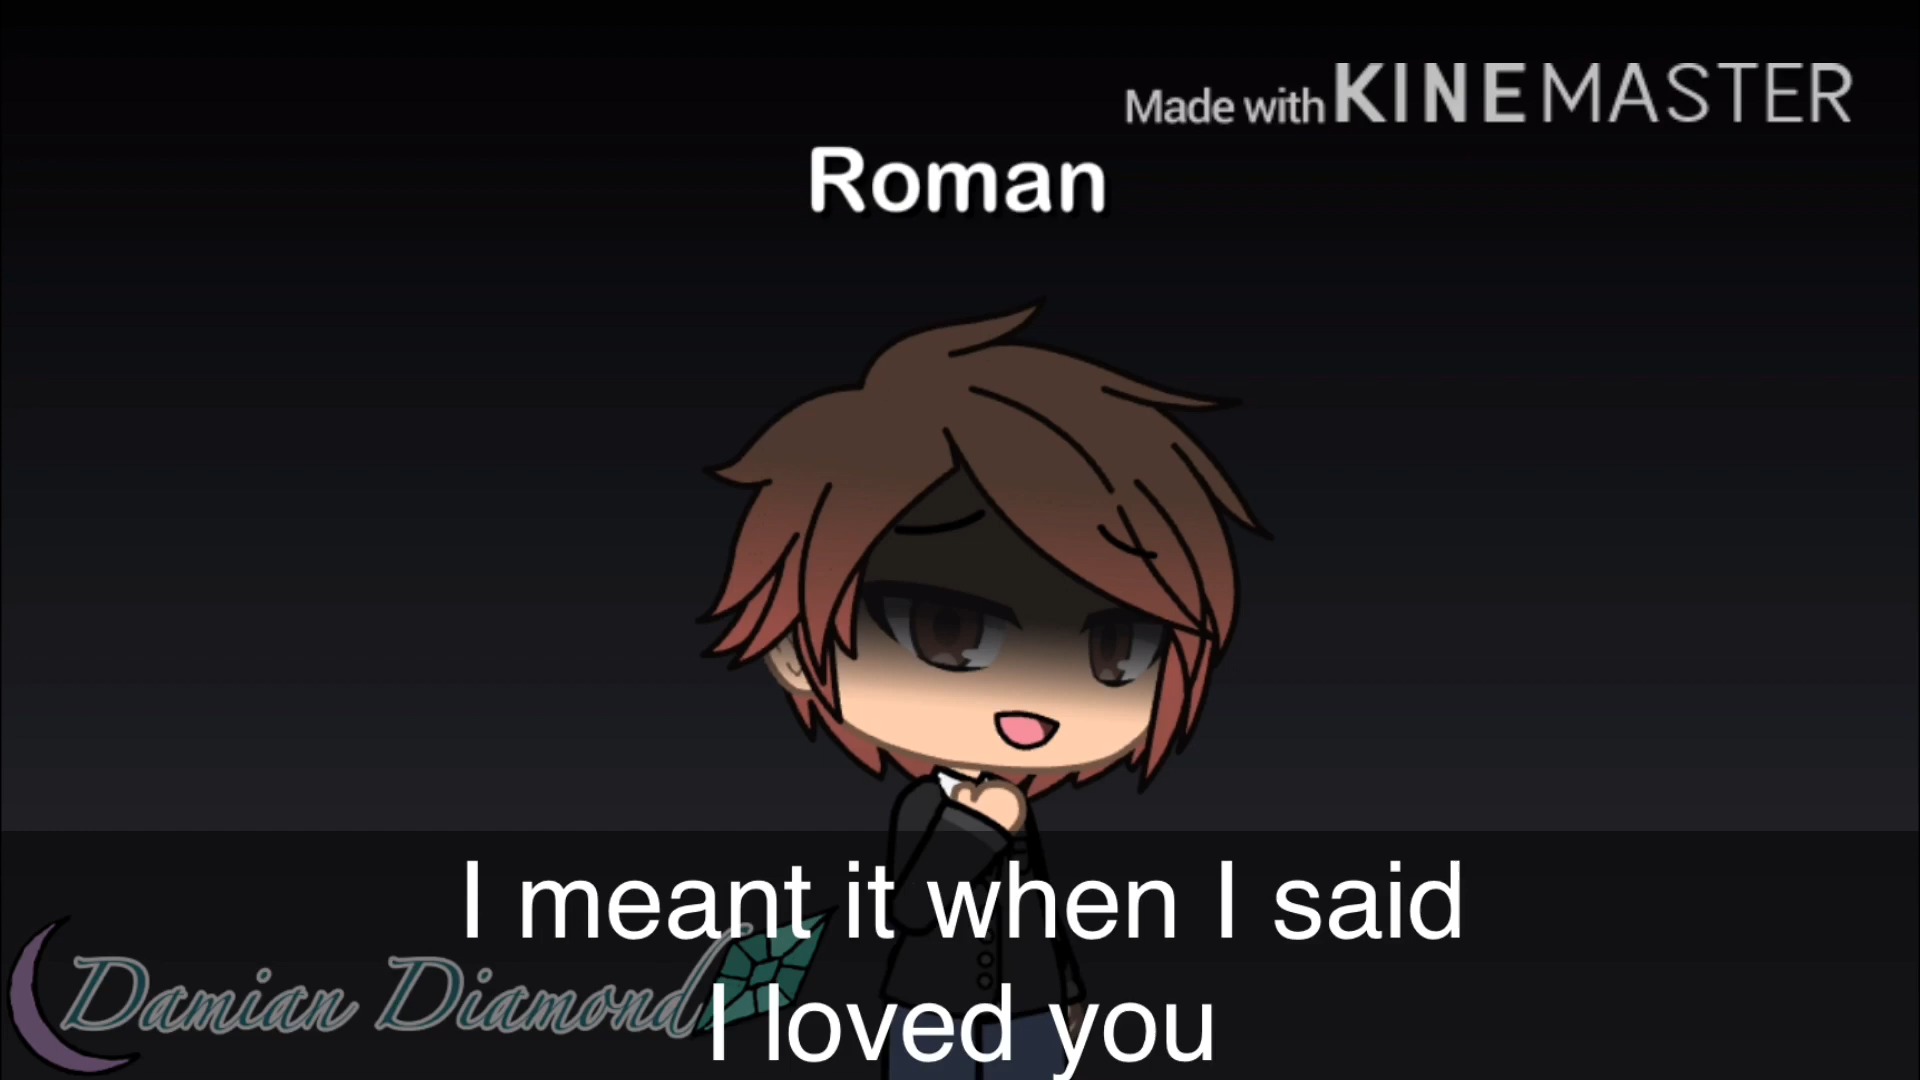 Made with KINEMASTER
Roman
I meant it when I said
I loved you
Damian Diamond